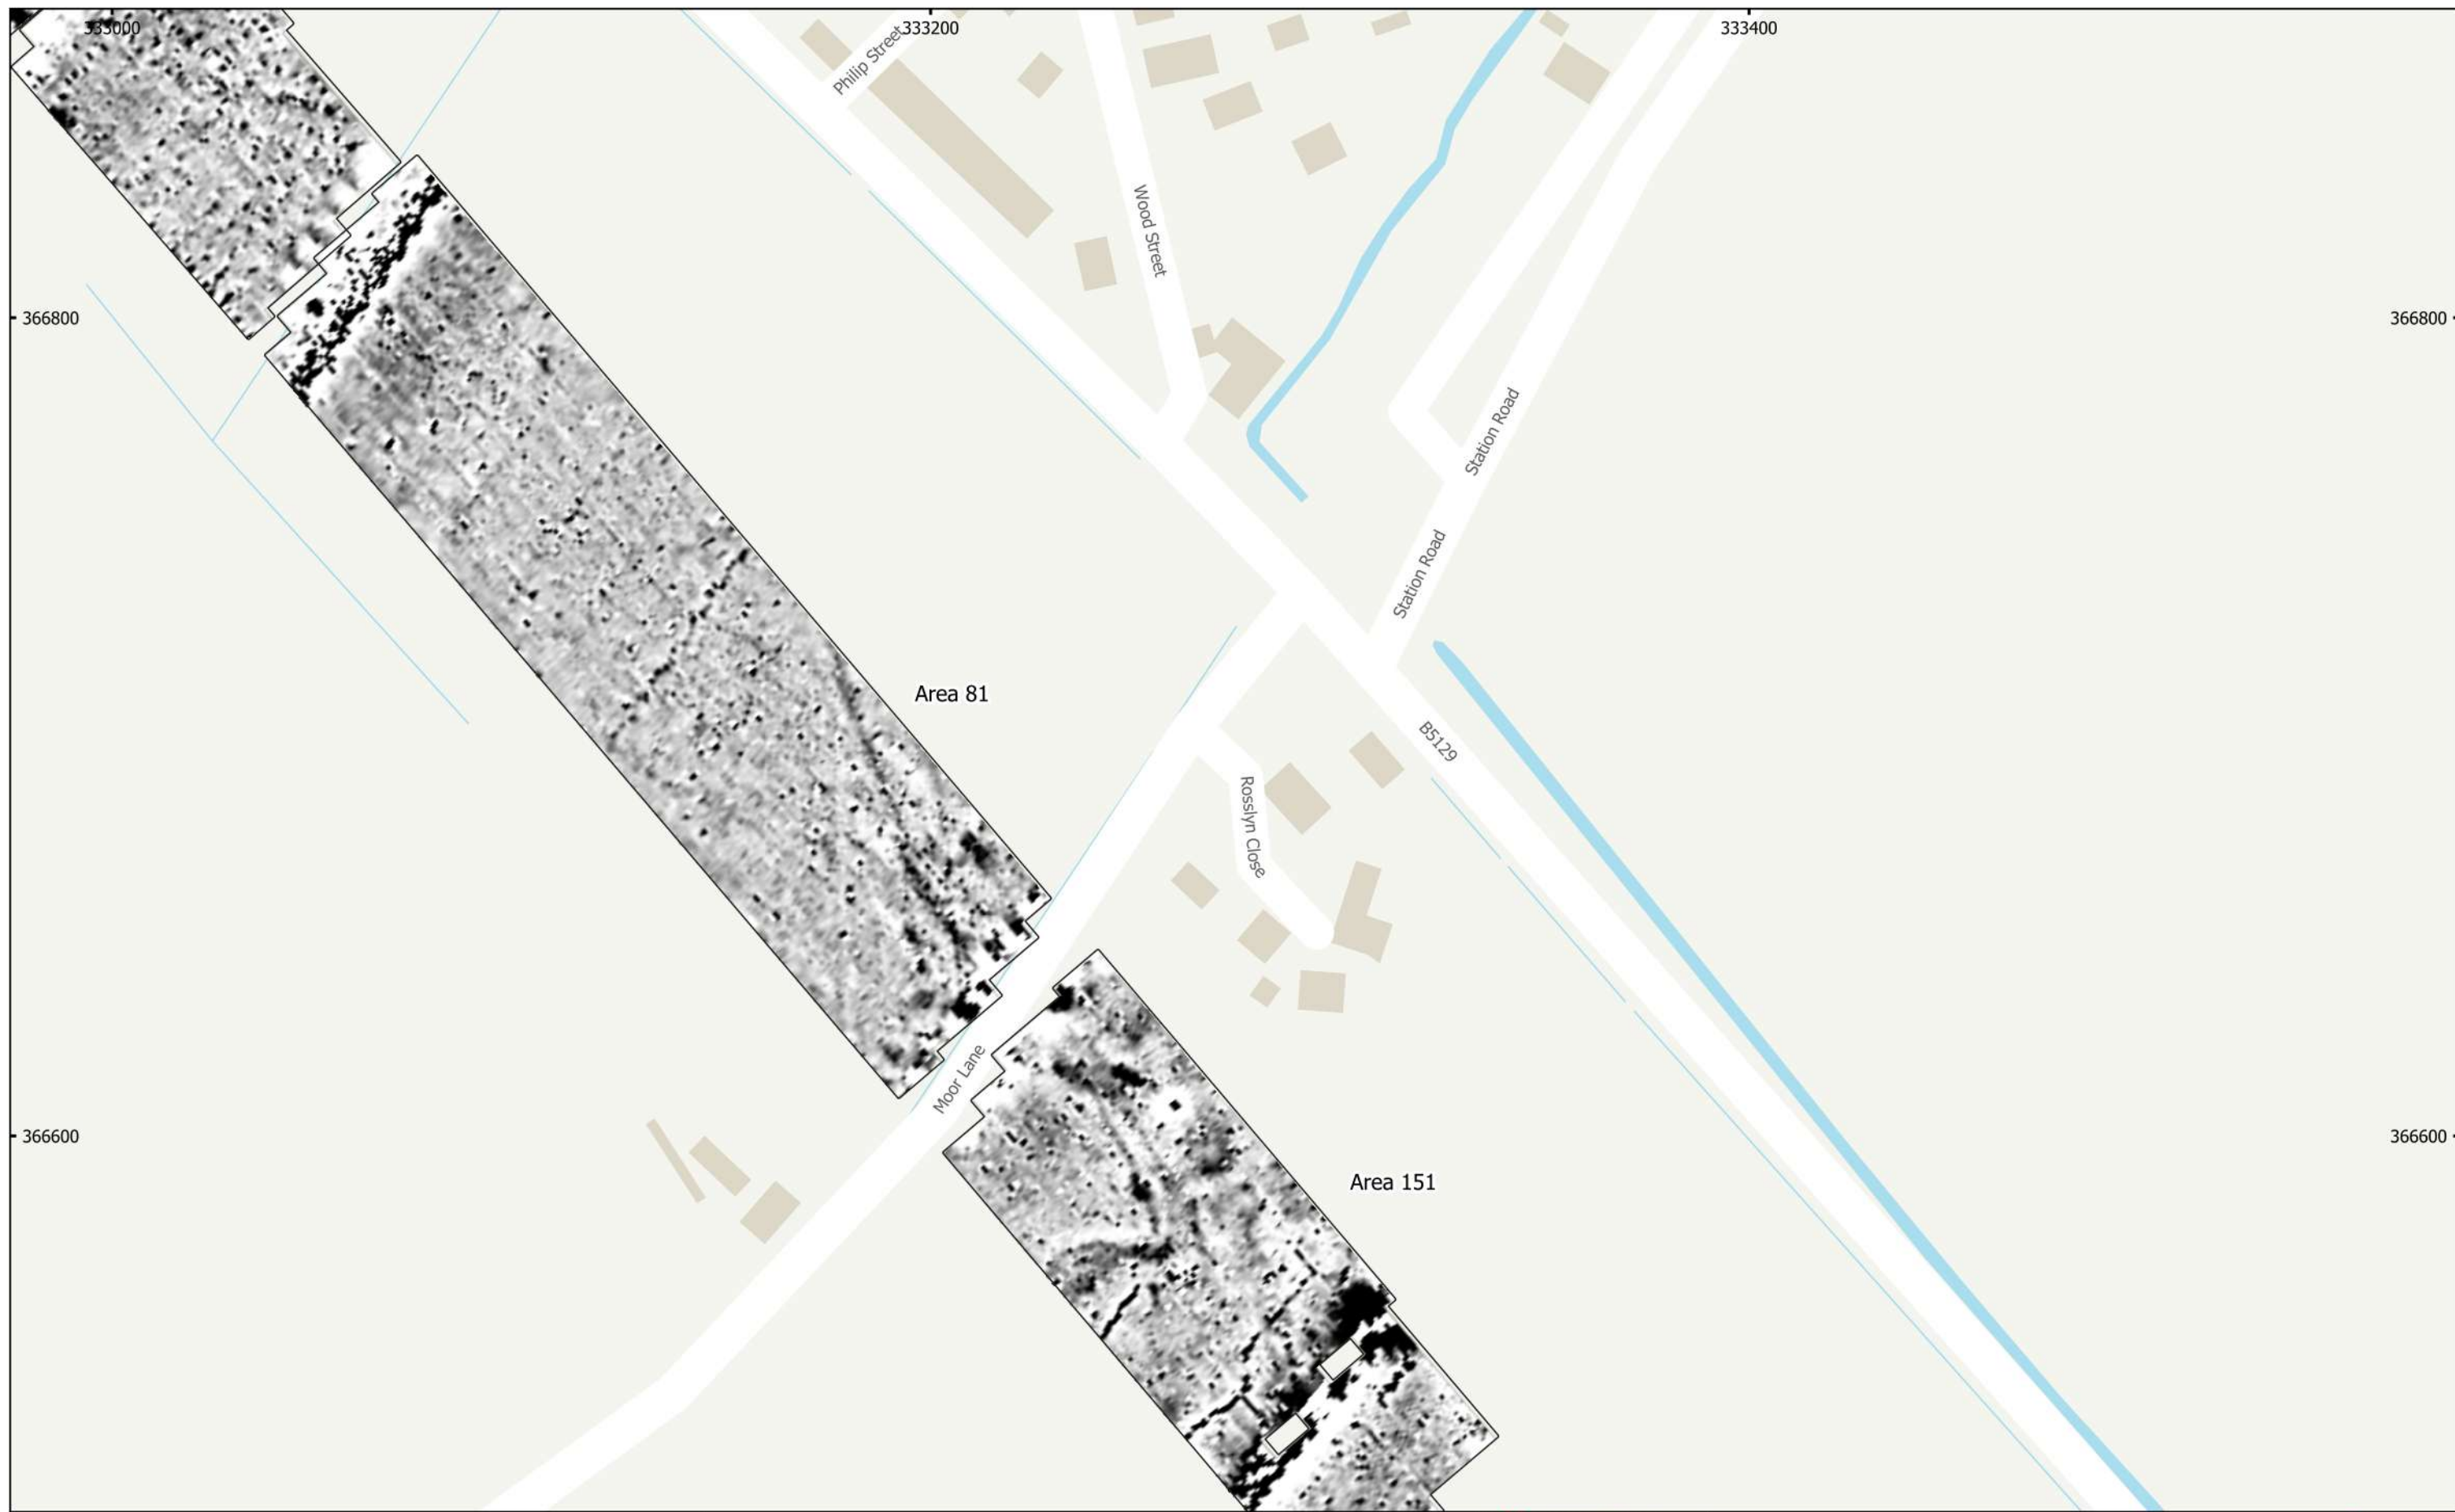 333000
333200
333400
Philip Street
Wood Street
366800
366800
Station Road
Station Road
Area 81
B5129
Rosslyn Close
Moor Lane
366600
366600
Area 151